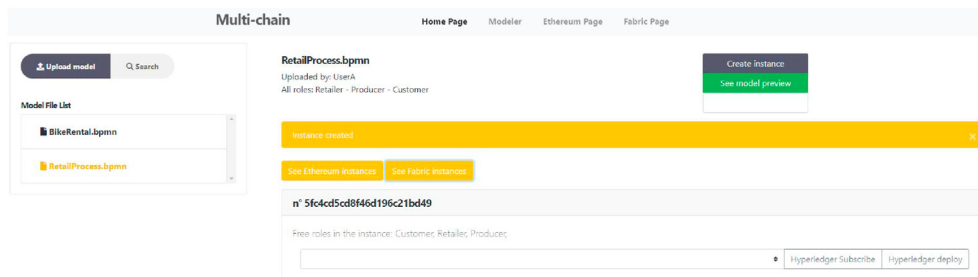 Multi-chain
Home Page Modeler Ethereum Page Fabric Page
Upload model Search
Model File List
BikeRental.bpmn
RetailProcess.bpmn
RetailProcess.bpmn
Uploaded by: UserA
All roles: Retailer - Producer - Customer
Create instance
See model preview
Instance created ×
See Ethereum instances See Fabric instances
n° 5fc4cd5cd8f46d196c21bd49
Free roles in the instance: Customer, Retailer, Producer,
Hyperledger Subscribe Hyperledger deploy